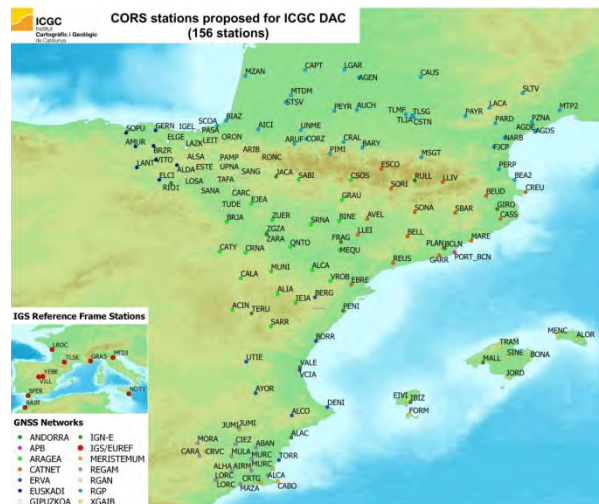 ICGC
Institut
Cartogràfic i Geològic
de Catalunya
CORS stations proposed for ICGC DAC
(156 stations)
MZAN CAPT LGAR AGEN CAUS
MTDM STSV PEYR AUCH TLMF TLSG TLIA CSTN PAYR LACA SLTV
PARD AGDE PZNA AGDS MTP2
SCOA BIAZ AICI UNME ARUF CORZ CRAL BARY PIMI MSGT NARB FICP PERP BEA2 CREU
SOPU GERN IGEL PASA ELGE LAZK LEIT ORON
AMUR BRZR ARIB RONC
LANT VITO ALSA PAMP ALDA ESTE UPNA SANG JACA SABI CSOS ESCO SORI RULL LLIV
ELCI LOSA TAFA RIO1 SANA CARC EJEA GRAU BEUD GIRO CASS
TUDE BRJA ZUER SRNA BINE AVEL SONA SBAR
ZGZA ZARA QNTO FRAG LLEI MEQU BELL PLAN BCLN MARE
CATY CRNA GARR PORT_BCN
CALA MUNI ALCA VROB EBRE REUS
ALIA IEJA BERG
ACIN TERU SARR PENI
BORR
UTIE VALE VCIA
AYOR
ALCO DENI
JUMI JUMI ALAC
MORA CIEZ ABAN
CARA CRVC MULA MURC TORR
ALHA AIRM MURC
LORC CRTG ALCA
LORC MAZA CABO
MENC ALOR
TRAM SINE BONA
MALL JORD
EIVI IBIZ
FORM
IGS Reference Frame Stations
LROC
TLSE GRAS MEDI
YEBE
VILL
SFER
RABT
NOT1
GNSS Networks
ANDORRA IGN-E
APB IGS/EUREF
ARAGEA MERISTEMUM
CATNET REGAM
ERVA RGAN
EUSKADI RGP
GIPUZKOA XGAIB